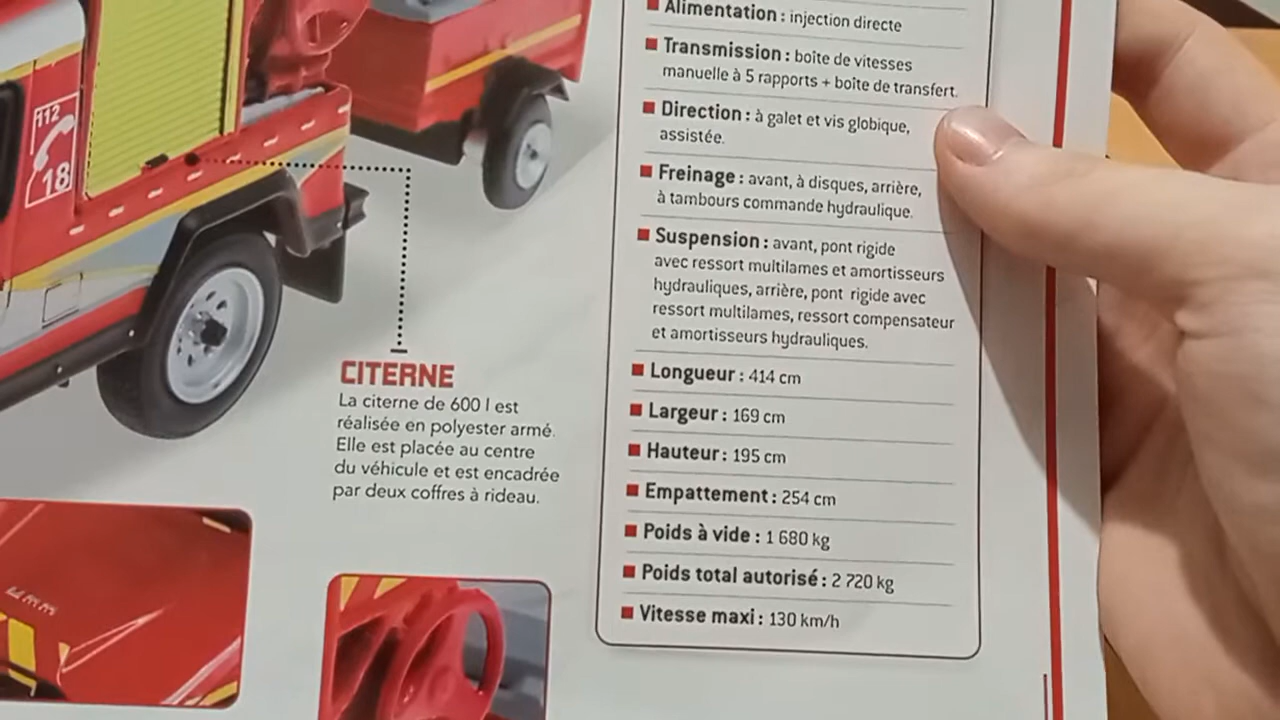 Alimentation : injection directe
Transmission : boîte de vitesses
manuelle à 5 rapports + boîte de transfert.
Direction : à galet et vis globique,
assistée.
Freinage : avant, à disques, arrière,
à tambours commande hydraulique.
Suspension : avant, pont rigide
avec ressort multilames et amortisseurs
hydrauliques, arrière, pont rigide avec
ressort multilames, ressort compensateur
et amortisseurs hydrauliques.
Longueur : 414 cm
Largeur : 169 cm
Hauteur : 195 cm
Empattement : 254 cm
Poids à vide : 1 680 kg
Poids total autorisé : 2 720 kg
Vitesse maxi : 130 km/h
112
18
CITERNE
La citerne de 600 l est
réalisée en polyester armé.
Elle est placée au centre
du véhicule et est encadrée
par deux coffres à rideau.